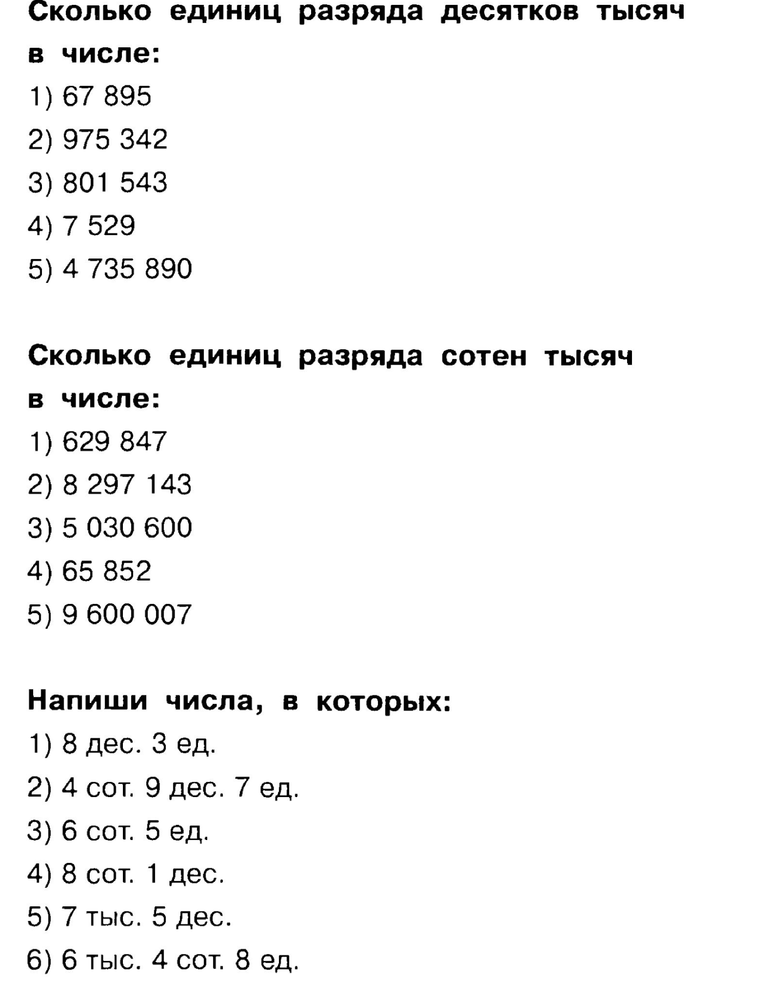 Сколько единиц разряда десятков тысяч
в числе:
1) 67 895
2) 975 342
3) 801 543
4) 7 529
5) 4 735 890
Сколько единиц разряда сотен тысяч
в числе:
1) 629 847
2) 8 297 143
3) 5 030 600
4) 65 852
5) 9 600 007
Напиши числа, в которых:
1) 8 дес. 3 ед.
2) 4 сот. 9 дес. 7 ед.
3) 6 сот. 5 ед.
4) 8 сот. 1 дес.
5) 7 тыс. 5 дес.
6) 6 тыс. 4 сот. 8 ед.